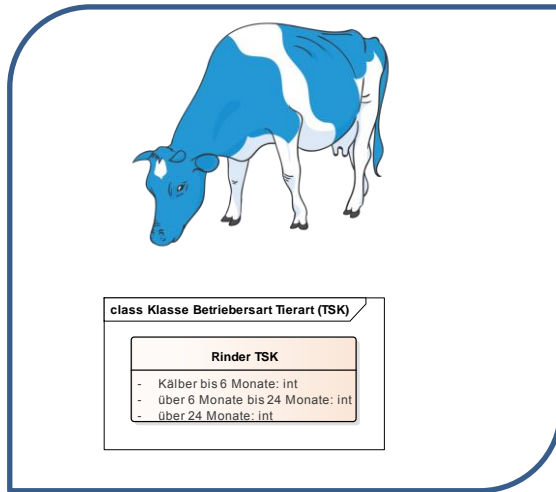 class Klasse Betriebersart Tierart (TSK)
Rinder TSK
- Kälber bis 6 Monate: int
- über 6 Monate bis 24 Monate: int
- über 24 Monate: int